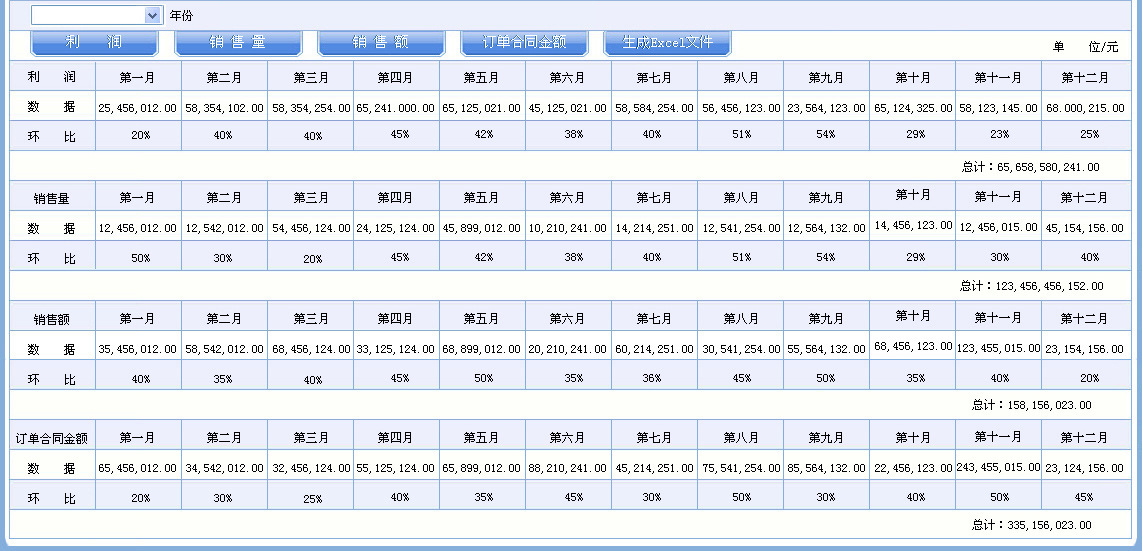 年份
利 润 销 售 量 销 售 额 订单合同金额 生成Excel文件 单 位/元
利 润 第一月 第二月 第三月 第四月 第五月 第六月 第七月 第八月 第九月 第十月 第十一月 第十二月
数 据 25,456,012.00 58,354,102.00 58,354,254.00 65,241.000.00 65,125,021.00 45,125,021.00 58,584,254.00 56,456,123.00 23,564,123.00 65,124,325.00 58,123,145.00 68.000,215.00
环 比 20% 40% 40% 45% 42% 38% 40% 51% 54% 29% 23% 25%
总计：65,658,580,241.00
销售量 第一月 第二月 第三月 第四月 第五月 第六月 第七月 第八月 第九月 第十月 第十一月 第十二月
数 据 12,456,012.00 12,542,012.00 54,456,124.00 24,125,124.00 45,899,012.00 10,210,241.00 14,214,251.00 12,541,254.00 12,564,132.00 14,456,123.00 12,456,015.00 45,154,156.00
环 比 50% 30% 20% 45% 42% 38% 40% 51% 54% 29% 30% 40%
总计：123,456,456,152.00
销售额 第一月 第二月 第三月 第四月 第五月 第六月 第七月 第八月 第九月 第十月 第十一月 第十二月
数 据 35,456,012.00 58,542,012.00 68,456,124.00 33,125,124.00 68,899,012.00 20,210,241.00 60,214,251.00 30,541,254.00 55,564,132.00 68,456,123.00 123,455,015.00 23,154,156.00
环 比 40% 35% 40% 45% 50% 35% 36% 45% 50% 35% 40% 20%
总计：158,156,023.00
订单合同金额 第一月 第二月 第三月 第四月 第五月 第六月 第七月 第八月 第九月 第十月 第十一月 第十二月
数 据 65,456,012.00 34,542,012.00 32,456,124.00 55,125,124.00 65,899,012.00 88,210,241.00 45,214,251.00 75,541,254.00 85,564,132.00 22,456,123.00 243,455,015.00 23,124,156.00
环 比 20% 30% 25% 40% 35% 45% 30% 50% 30% 40% 50% 45%
总计：335,156,023.00